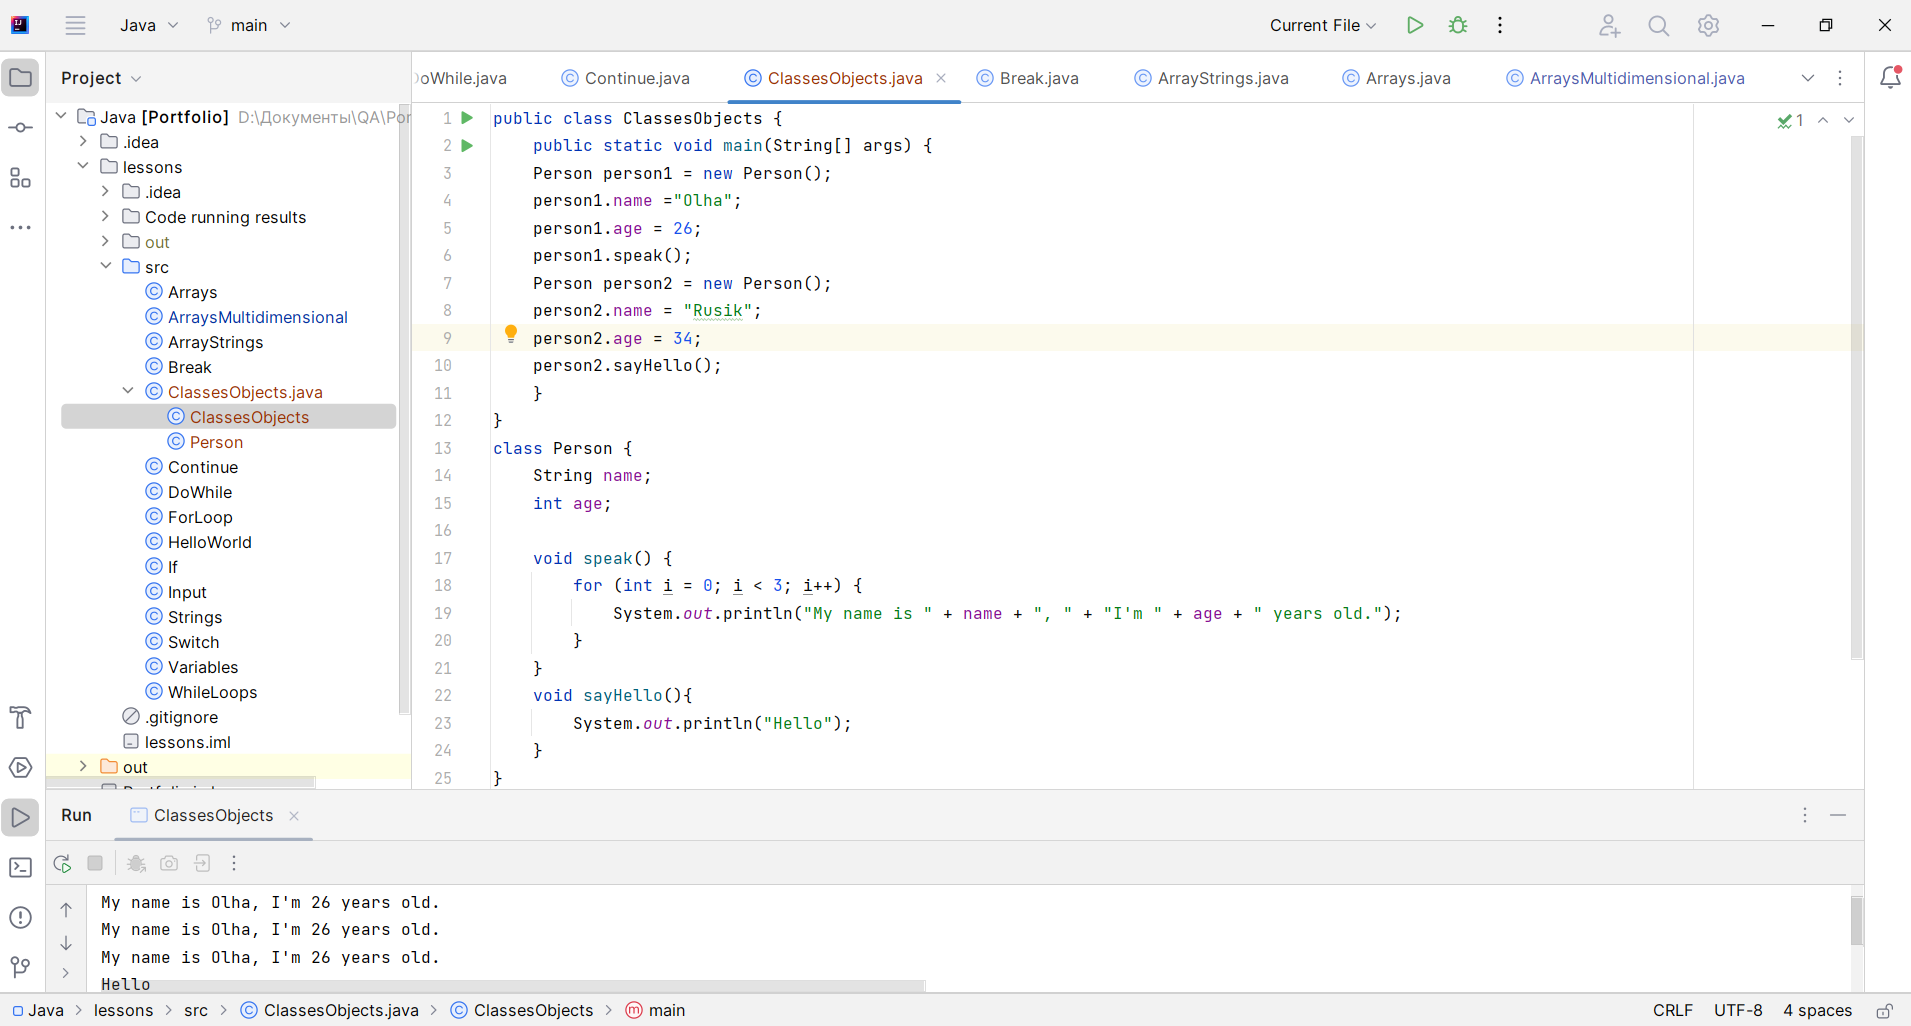 Java
main
Current File
Project
DoWhile.java
Continue.java
ClassesObjects.java
Break.java
ArrayStrings.java
Arrays.java
ArraysMultidimensional.java
Java [Portfolio] D:\Документы\QA\Por
.idea
lessons
.idea
Code running results
out
src
Arrays
ArraysMultidimensional
ArrayStrings
Break
ClassesObjects.java
ClassesObjects
Person
Continue
DoWhile
ForLoop
HelloWorld
If
Input
Strings
Switch
Variables
WhileLoops
.gitignore
lessons.iml
out
1 public class ClassesObjects {
2 public static void main(String[] args) {
3 Person person1 = new Person();
4 person1.name ="Olha";
5 person1.age = 26;
6 person1.speak();
7 Person person2 = new Person();
8 person2.name = "Rusik";
9 person2.age = 34;
10 person2.sayHello();
11 }
12 }
13 class Person {
14 String name;
15 int age;
16
17 void speak() {
18 for (int i = 0; i < 3; i++) {
19 System.out.println("My name is " + name + ", " + "I'm " + age + " years old.");
20 }
21 }
22 void sayHello(){
23 System.out.println("Hello");
24 }
25 }
1
Run
ClassesObjects
My name is Olha, I'm 26 years old.
My name is Olha, I'm 26 years old.
My name is Olha, I'm 26 years old.
Hello
Java > lessons > src > ClassesObjects.java > ClassesObjects > main
CRLF UTF-8 4 spaces